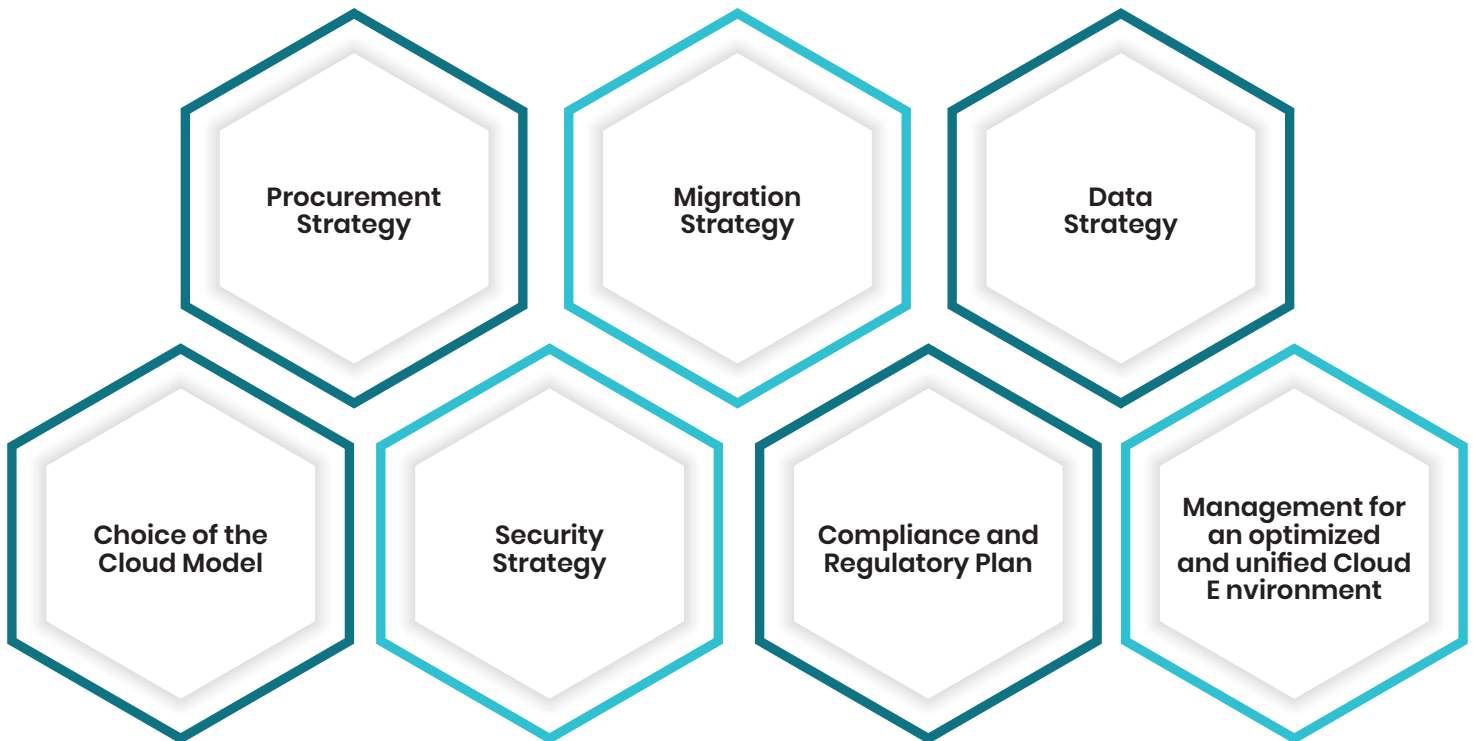 Procurement
Strategy
Migration
Strategy
Data
Strategy
Choice of the
Cloud Model
Security
Strategy
Compliance and
Regulatory Plan
Management for
an optimized
and unified Cloud
E nvironment